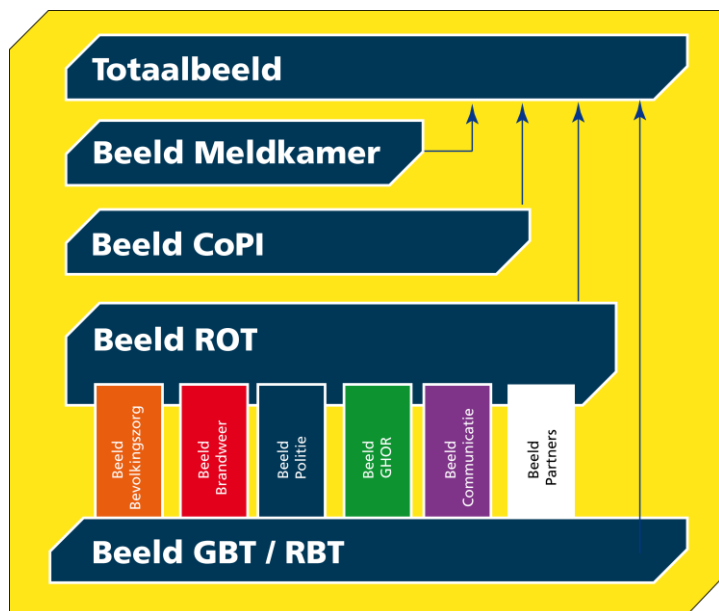 Totaalbeeld
Beeld Meldkamer
Beeld CoPI
Beeld ROT
Beeld
Bevolkingszorg
Beeld
Brandweer
Beeld
Politie
Beeld
GHOR
Beeld
Communicatie
Beeld
Partners
Beeld GBT / RBT